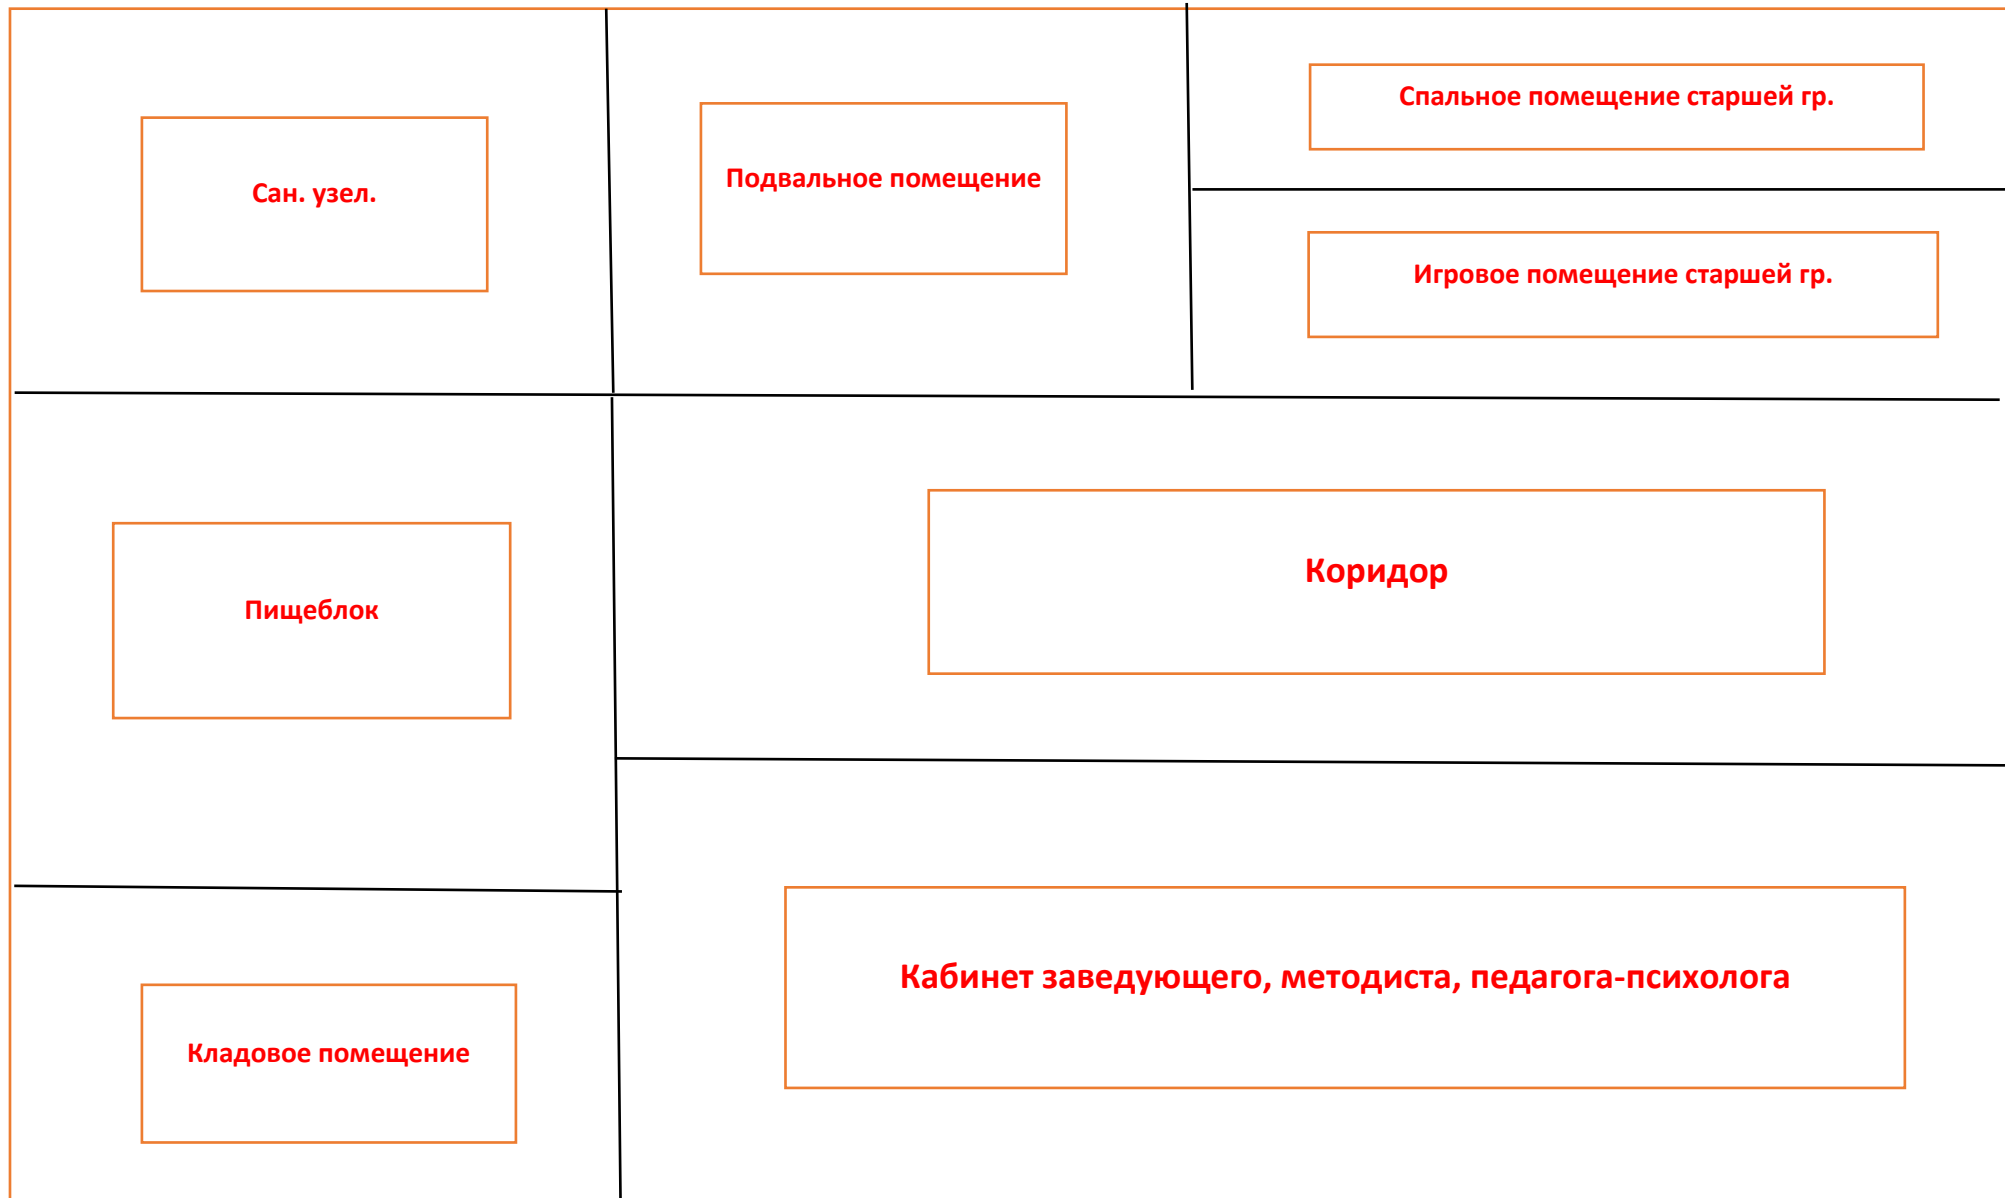 Сан. узел.
Подвальное помещение
Спальное помещение старшей гр.
Игровое помещение старшей гр.
Пищеблок
Коридор
Кладовое помещение
Кабинет заведующего, методиста, педагога-психолога